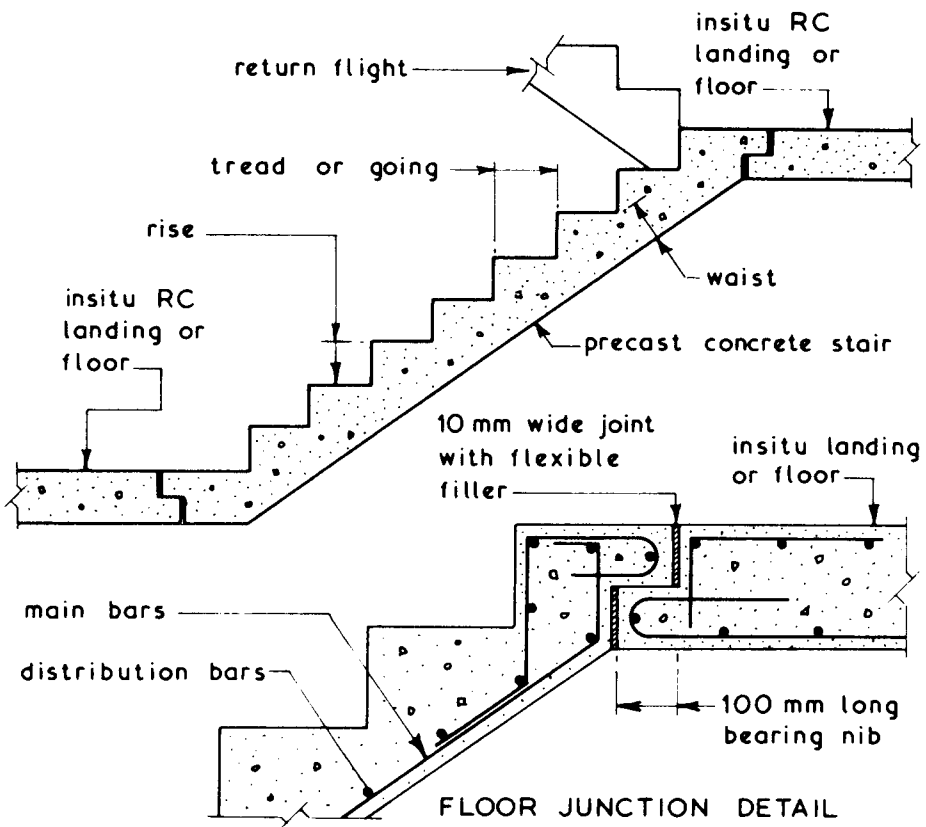 insitu RC
landing or
floor
return flight
tread or going
rise
waist
insitu RC
landing or
floor
precast concrete stair
10 mm wide joint
with flexible
filler
insitu landing
or floor
main bars
distribution bars
100 mm long
bearing nib
FLOOR JUNCTION DETAIL